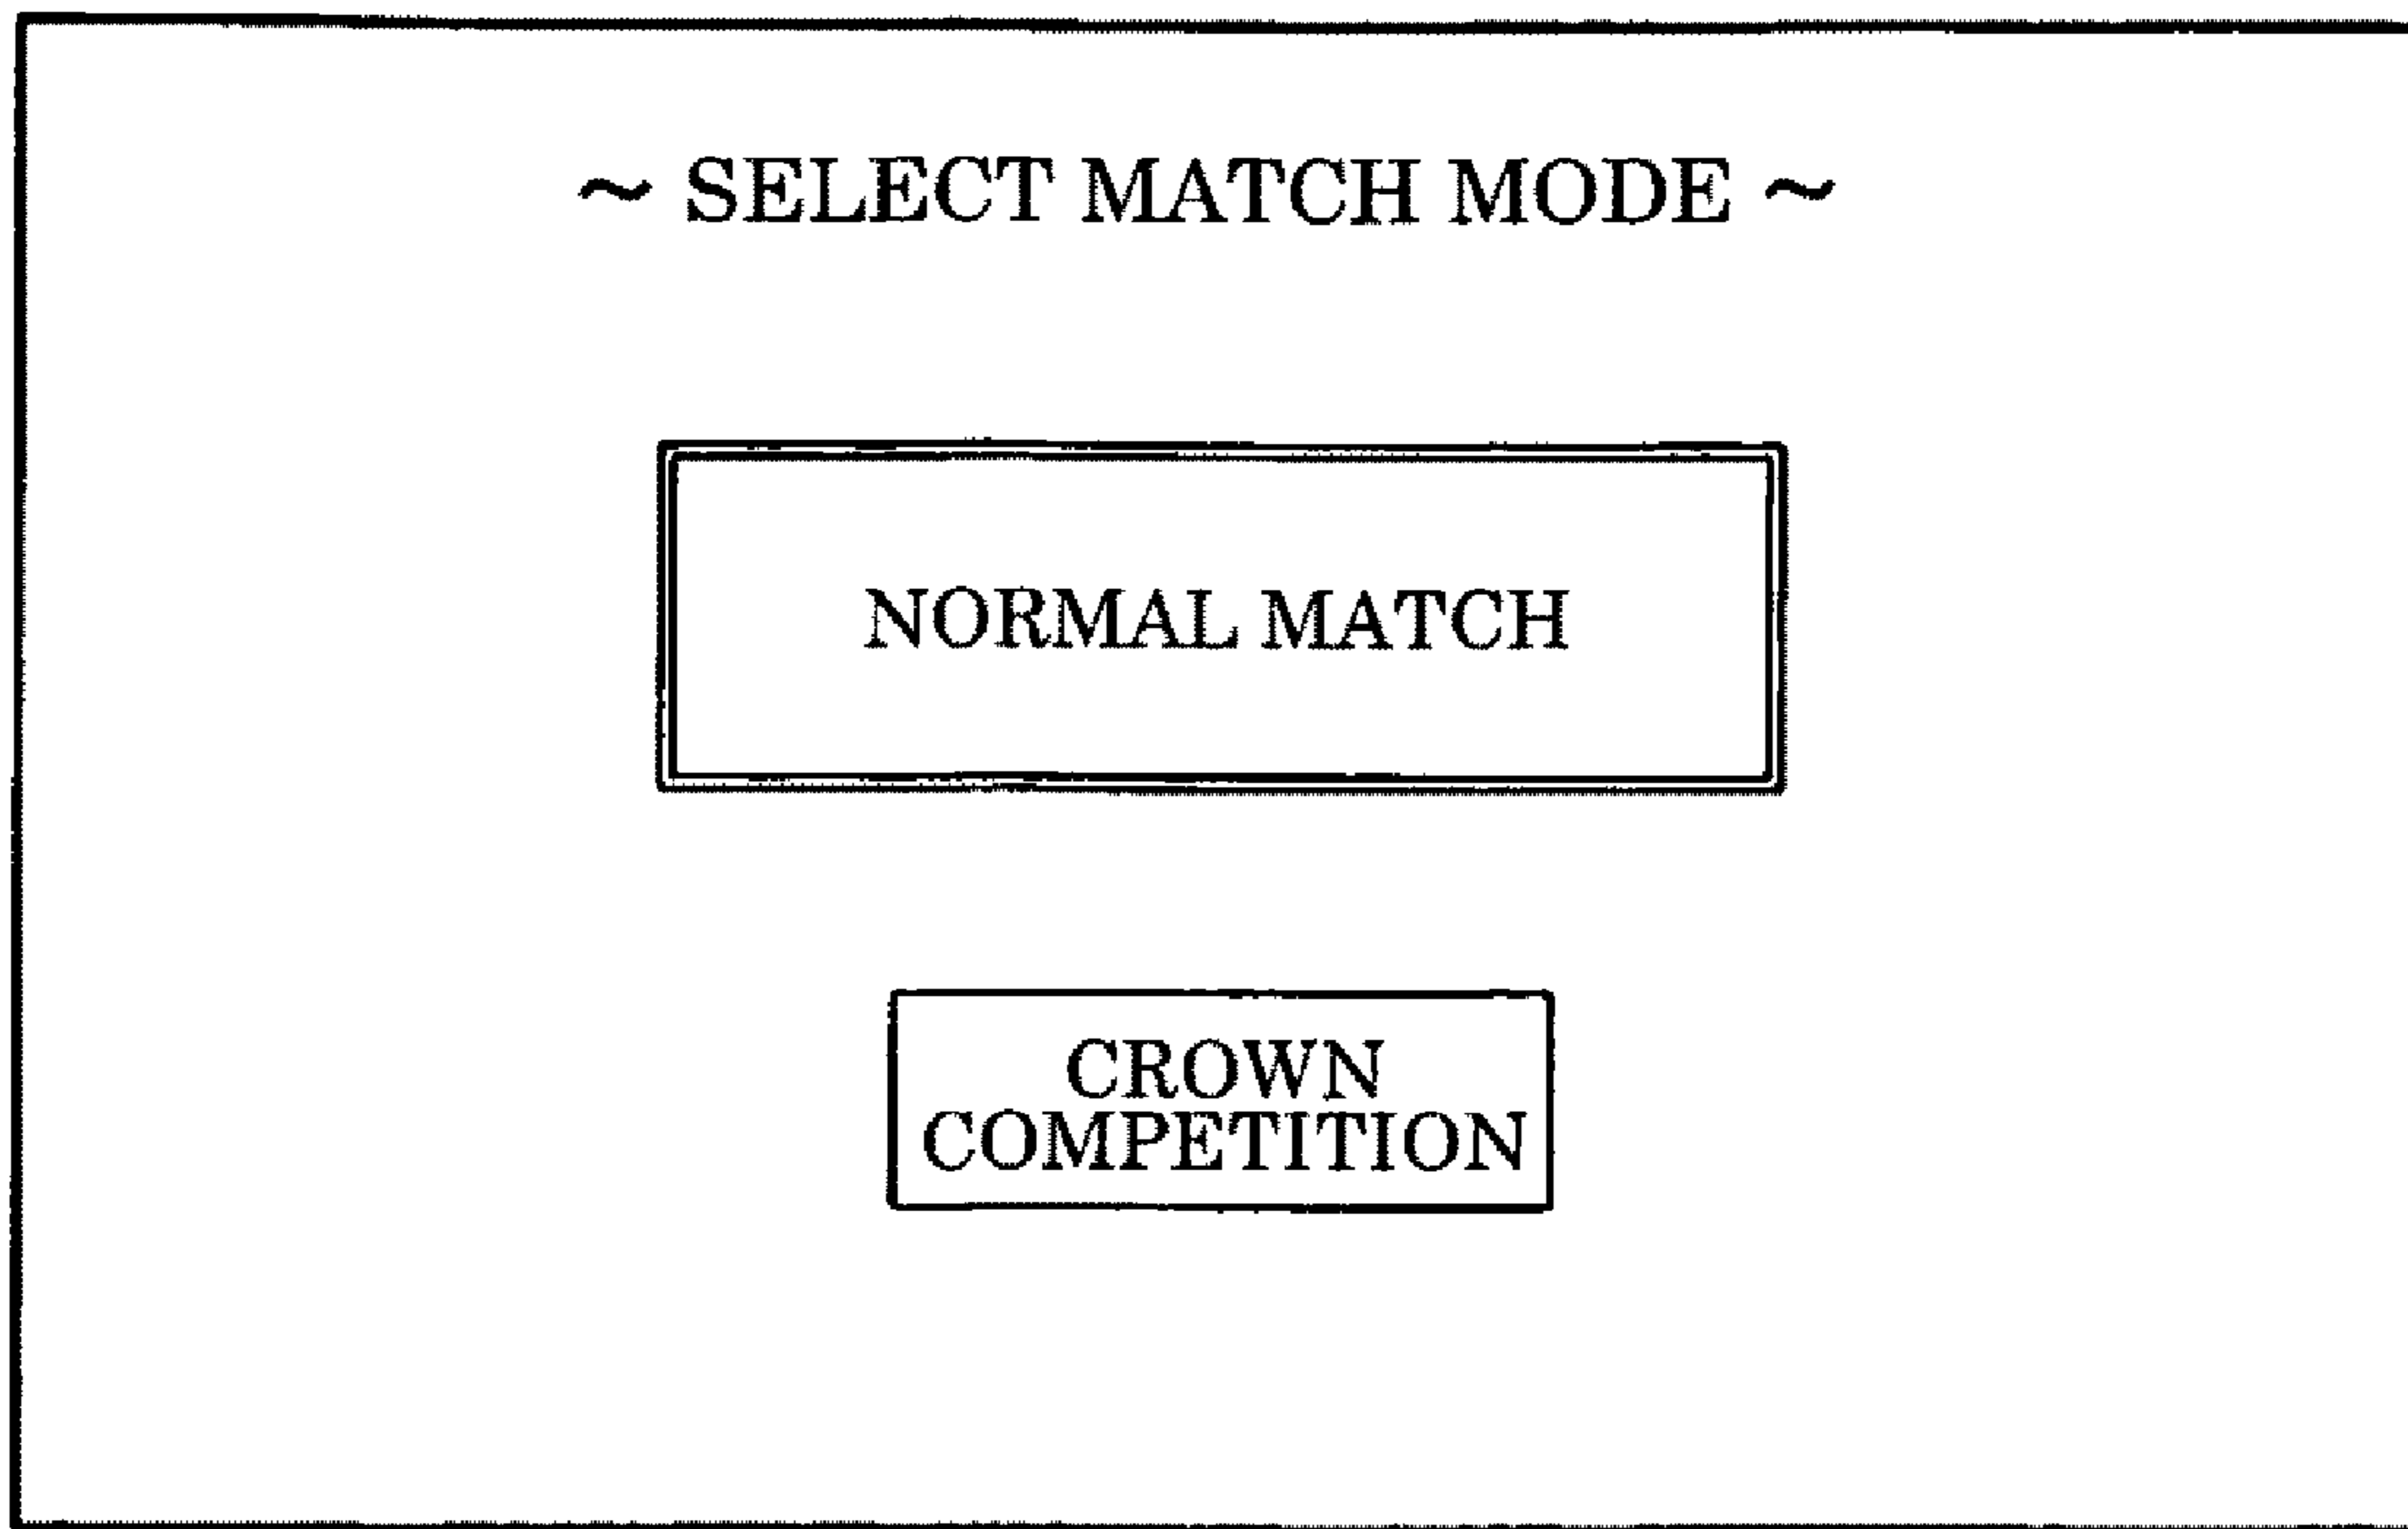 ~ SELECT MATCH MODE ~
NORMAL MATCH
CROWN
COMPETITION